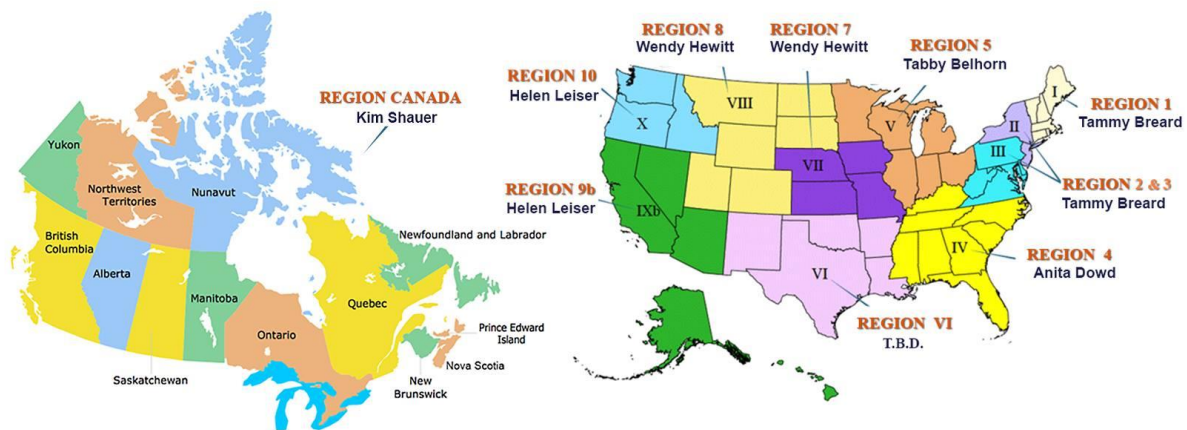 REGION CANADA
Kim Shauer
Yukon
Northwest
Territories
Nunavut
British
Columbia
Alberta
Manitoba
Saskatchewan
Ontario
Quebec
Newfoundland and Labrador
Prince Edward
Island
Nova Scotia
New
Brunswick
REGION 8
Wendy Hewitt
REGION 7
Wendy Hewitt
REGION 5
Tabby Belhorn
REGION 10
Helen Leiser
REGION 1
Tammy Breard
REGION 2 & 3
Tammy Breard
REGION 9b
Helen Leiser
REGION 4
Anita Dowd
REGION VI
T.B.D.
X
VIII
V
I
II
III
VII
IXb
IV
VI